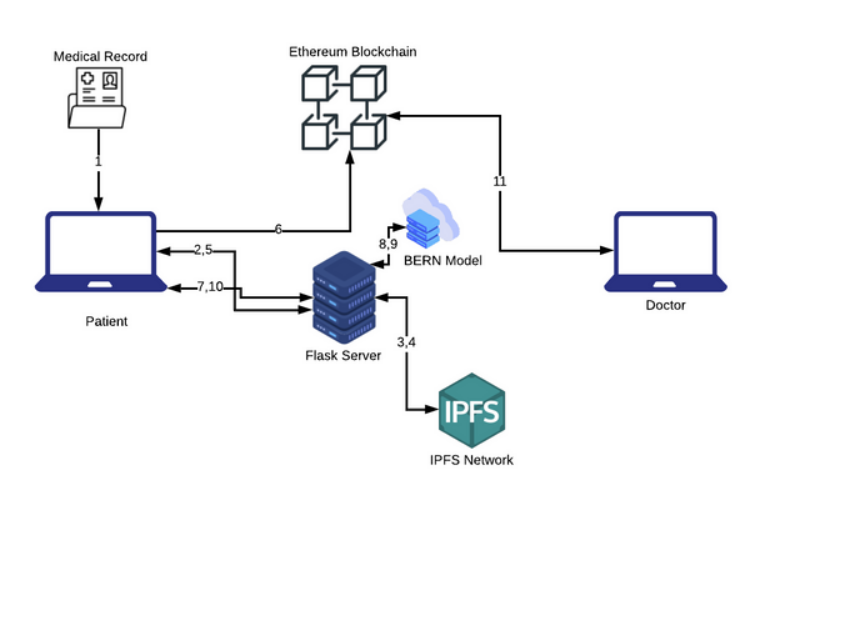 Medical Record
Ethereum Blockchain
1
11
6
2,5
8,9
BERN Model
7,10
Patient
Doctor
Flask Server
3,4
IPFS
IPFS Network